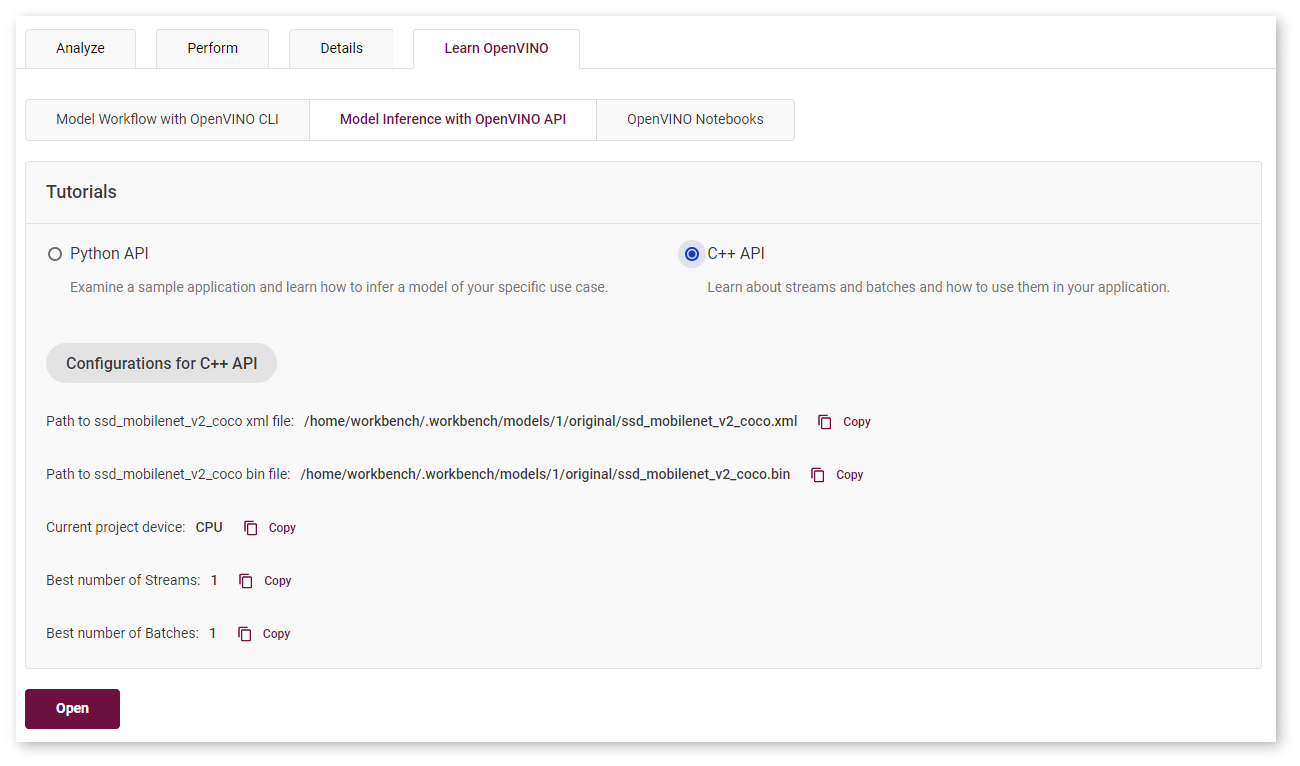 Analyze Perform Details Learn OpenVINO
Model Workflow with OpenVINO CLI Model Inference with OpenVINO API OpenVINO Notebooks
Tutorials
Python API C++ API
Examine a sample application and learn how to infer a model of your specific use case. Learn about streams and batches and how to use them in your application.
Configurations for C++ API
Path to ssd_mobilenet_v2_coco xml file: /home/workbench/.workbench/models/1/original/ssd_mobilenet_v2_coco.xml Copy
Path to ssd_mobilenet_v2_coco bin file: /home/workbench/.workbench/models/1/original/ssd_mobilenet_v2_coco.bin Copy
Current project device: CPU Copy
Best number of Streams: 1 Copy
Best number of Batches: 1 Copy
Open